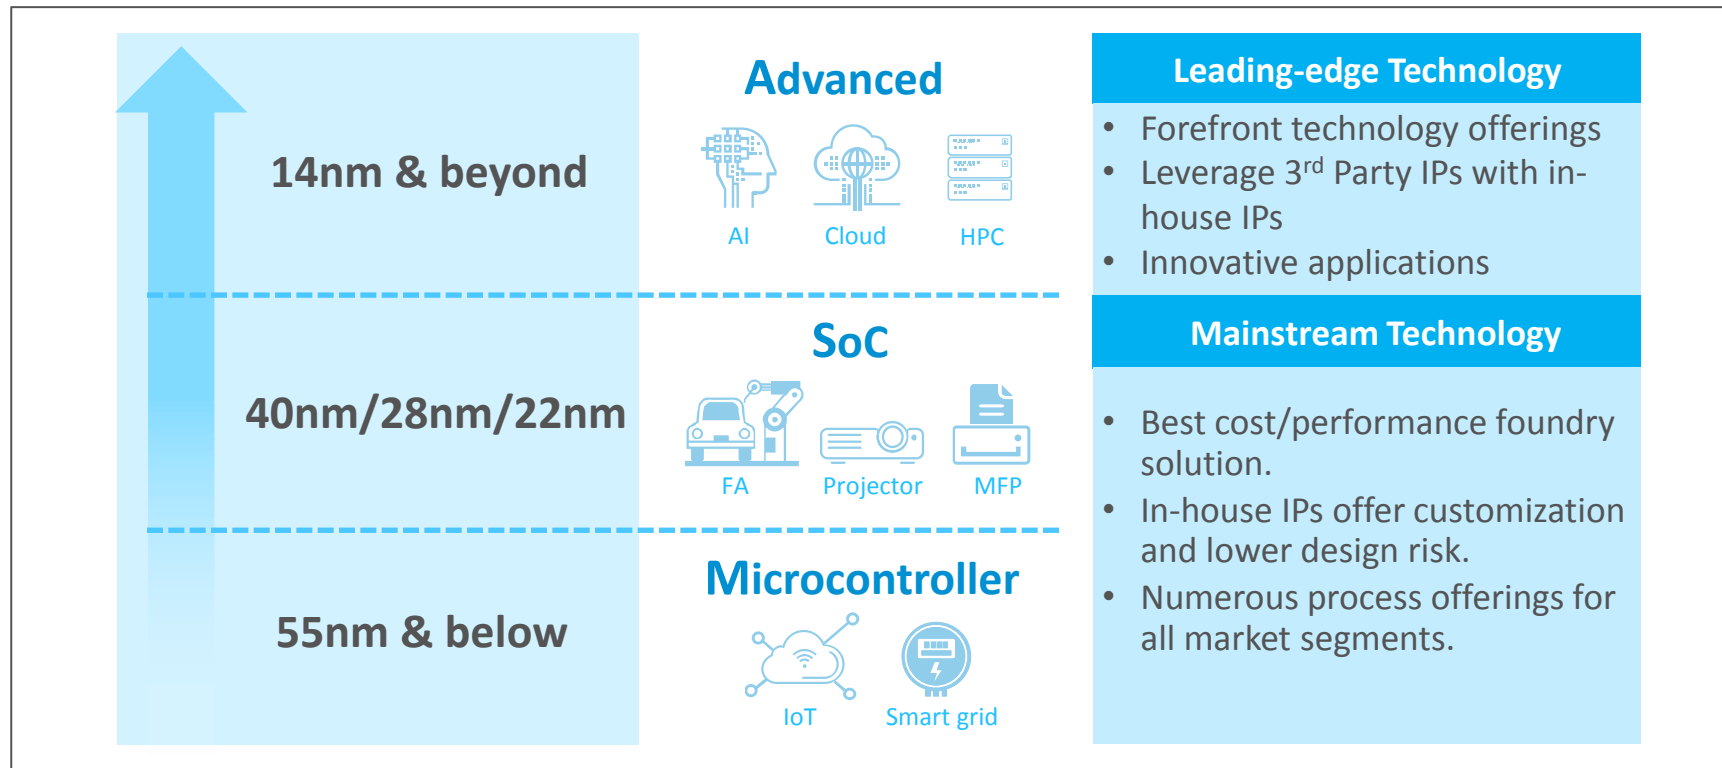 14nm & beyond
Advanced
AI
Cloud
HPC
Leading-edge Technology
• Forefront technology offerings
• Leverage 3rd Party IPs with in-
house IPs
• Innovative applications
40nm/28nm/22nm
SoC
FA
Projector
MFP
Mainstream Technology
• Best cost/performance foundry
solution.
• In-house IPs offer customization
and lower design risk.
• Numerous process offerings for
all market segments.
55nm & below
Microcontroller
IoT
Smart grid